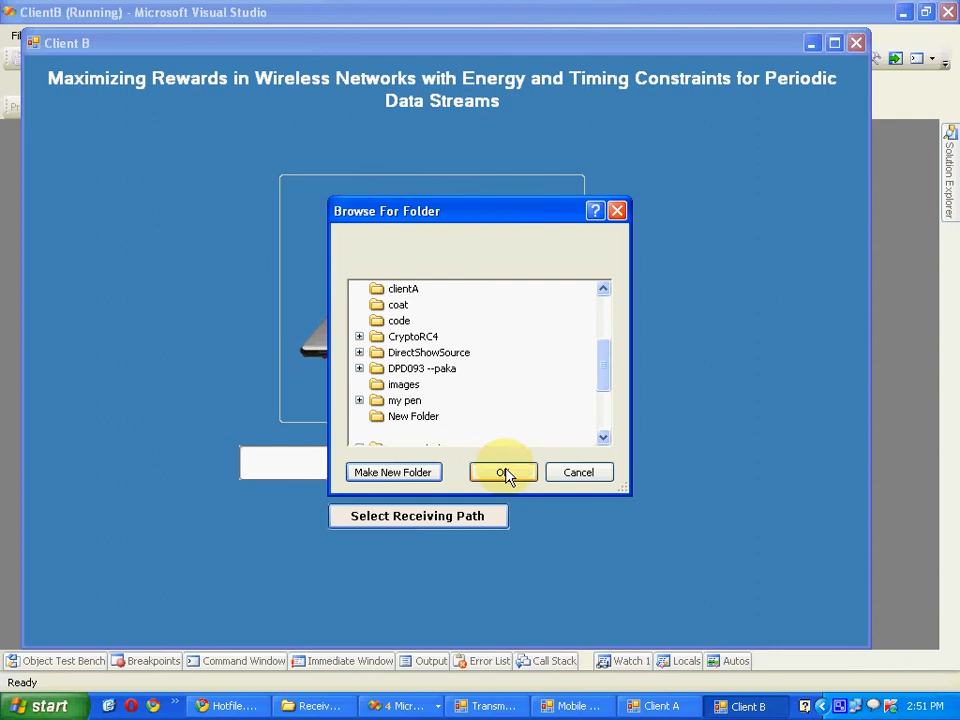 ClientB (Running) - Microsoft Visual Studio
Client B
Maximizing Rewards in Wireless Networks with Energy and Timing Constraints for Periodic
Data Streams
Solution Explorer
Browse For Folder
clientA
coat
code
CryptoRC4
DirectShowSource
DPD093 --paka
images
my pen
New Folder
Make New Folder
OK
Cancel
Select Receiving Path
Object Test Bench
Breakpoints
Command Window
Immediate Window
Output
Error List
Call Stack
Watch 1
Locals
Autos
Ready
start
Hotfile....
Receiv...
4 Micr...
Transm...
Mobile ...
Client A
Client B
2:51 PM